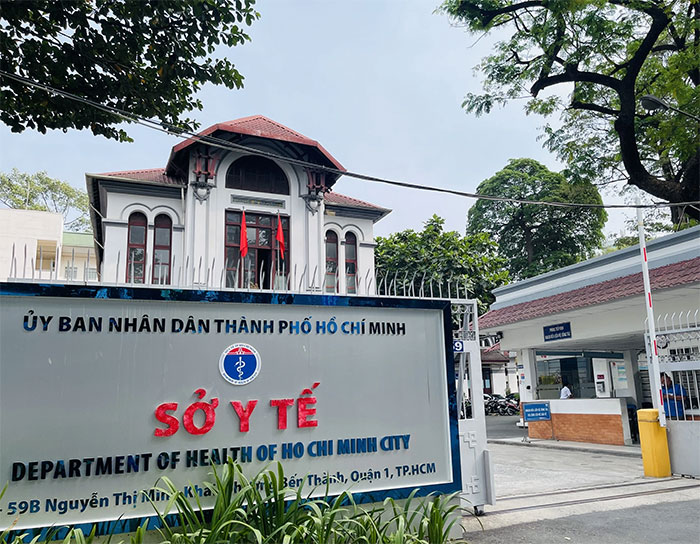 ỦY BAN NHÂN DÂN THÀNH PHỐ HỒ CHÍ MINH
SỞ Y TẾ
DEPARTMENT OF HEALTH OF HO CHI MINH CITY
- 59B Nguyễn Thị Minh Khai, Bến Thành, Quận 1, TP.HCM